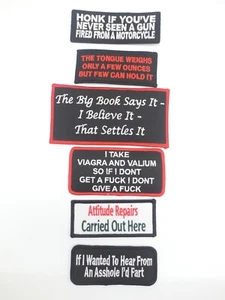 HONK IF YOU'VE
NEVER SEEN A GUN
FIRED FROM A MOTORCYCLE
THE TONGUE WEIGHS
ONLY A FEW OUNCES
BUT FEW CAN HOLD IT
The Big Book Says It -
I Believe It -
That Settles It
I TAKE
VIAGRA AND VALIUM
SO IF I DONT
GET A FUCK I DONT
GIVE A FUCK
Attitude Repairs
Carried Out Here
If I Wanted To Hear From
An Asshole I'd Fart